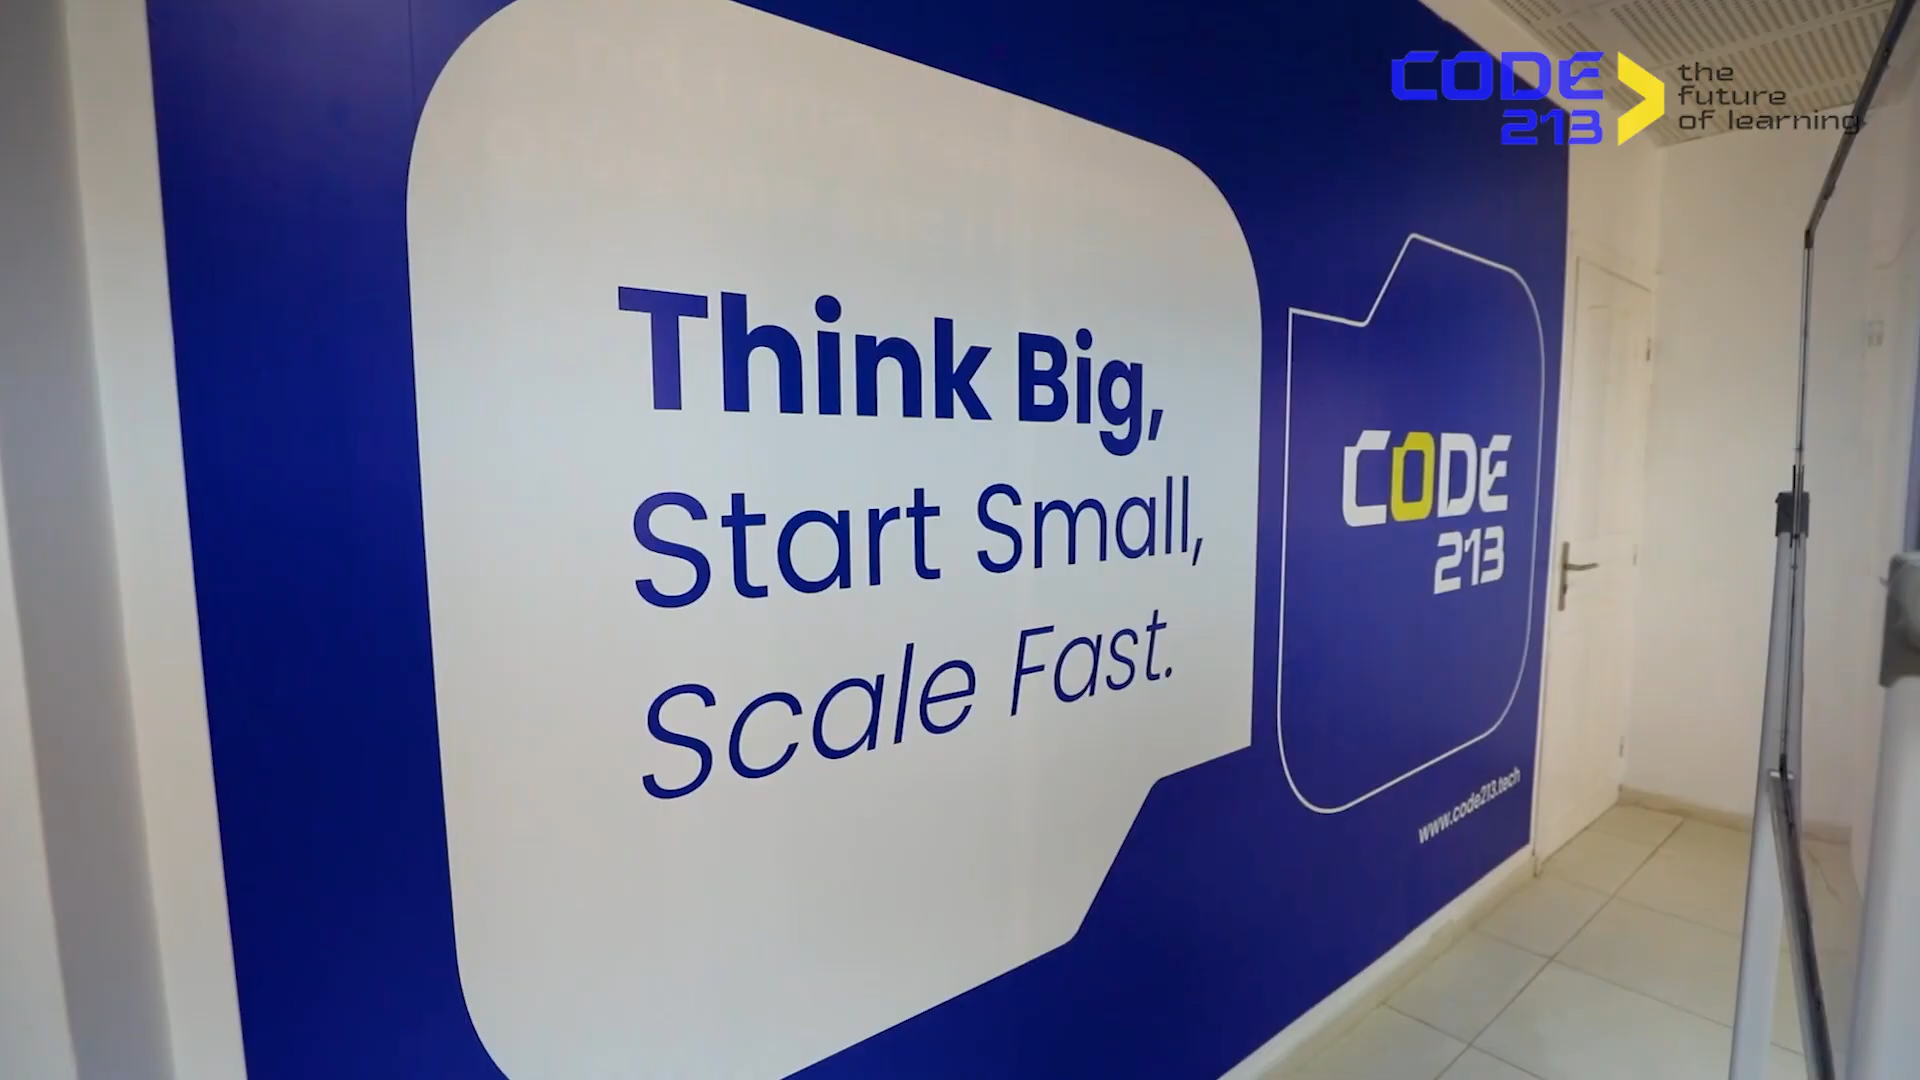 CODE
213
the
future
of learning
Think Big,
Start Small,
Scale Fast.
CODE
213
www.code213.tech